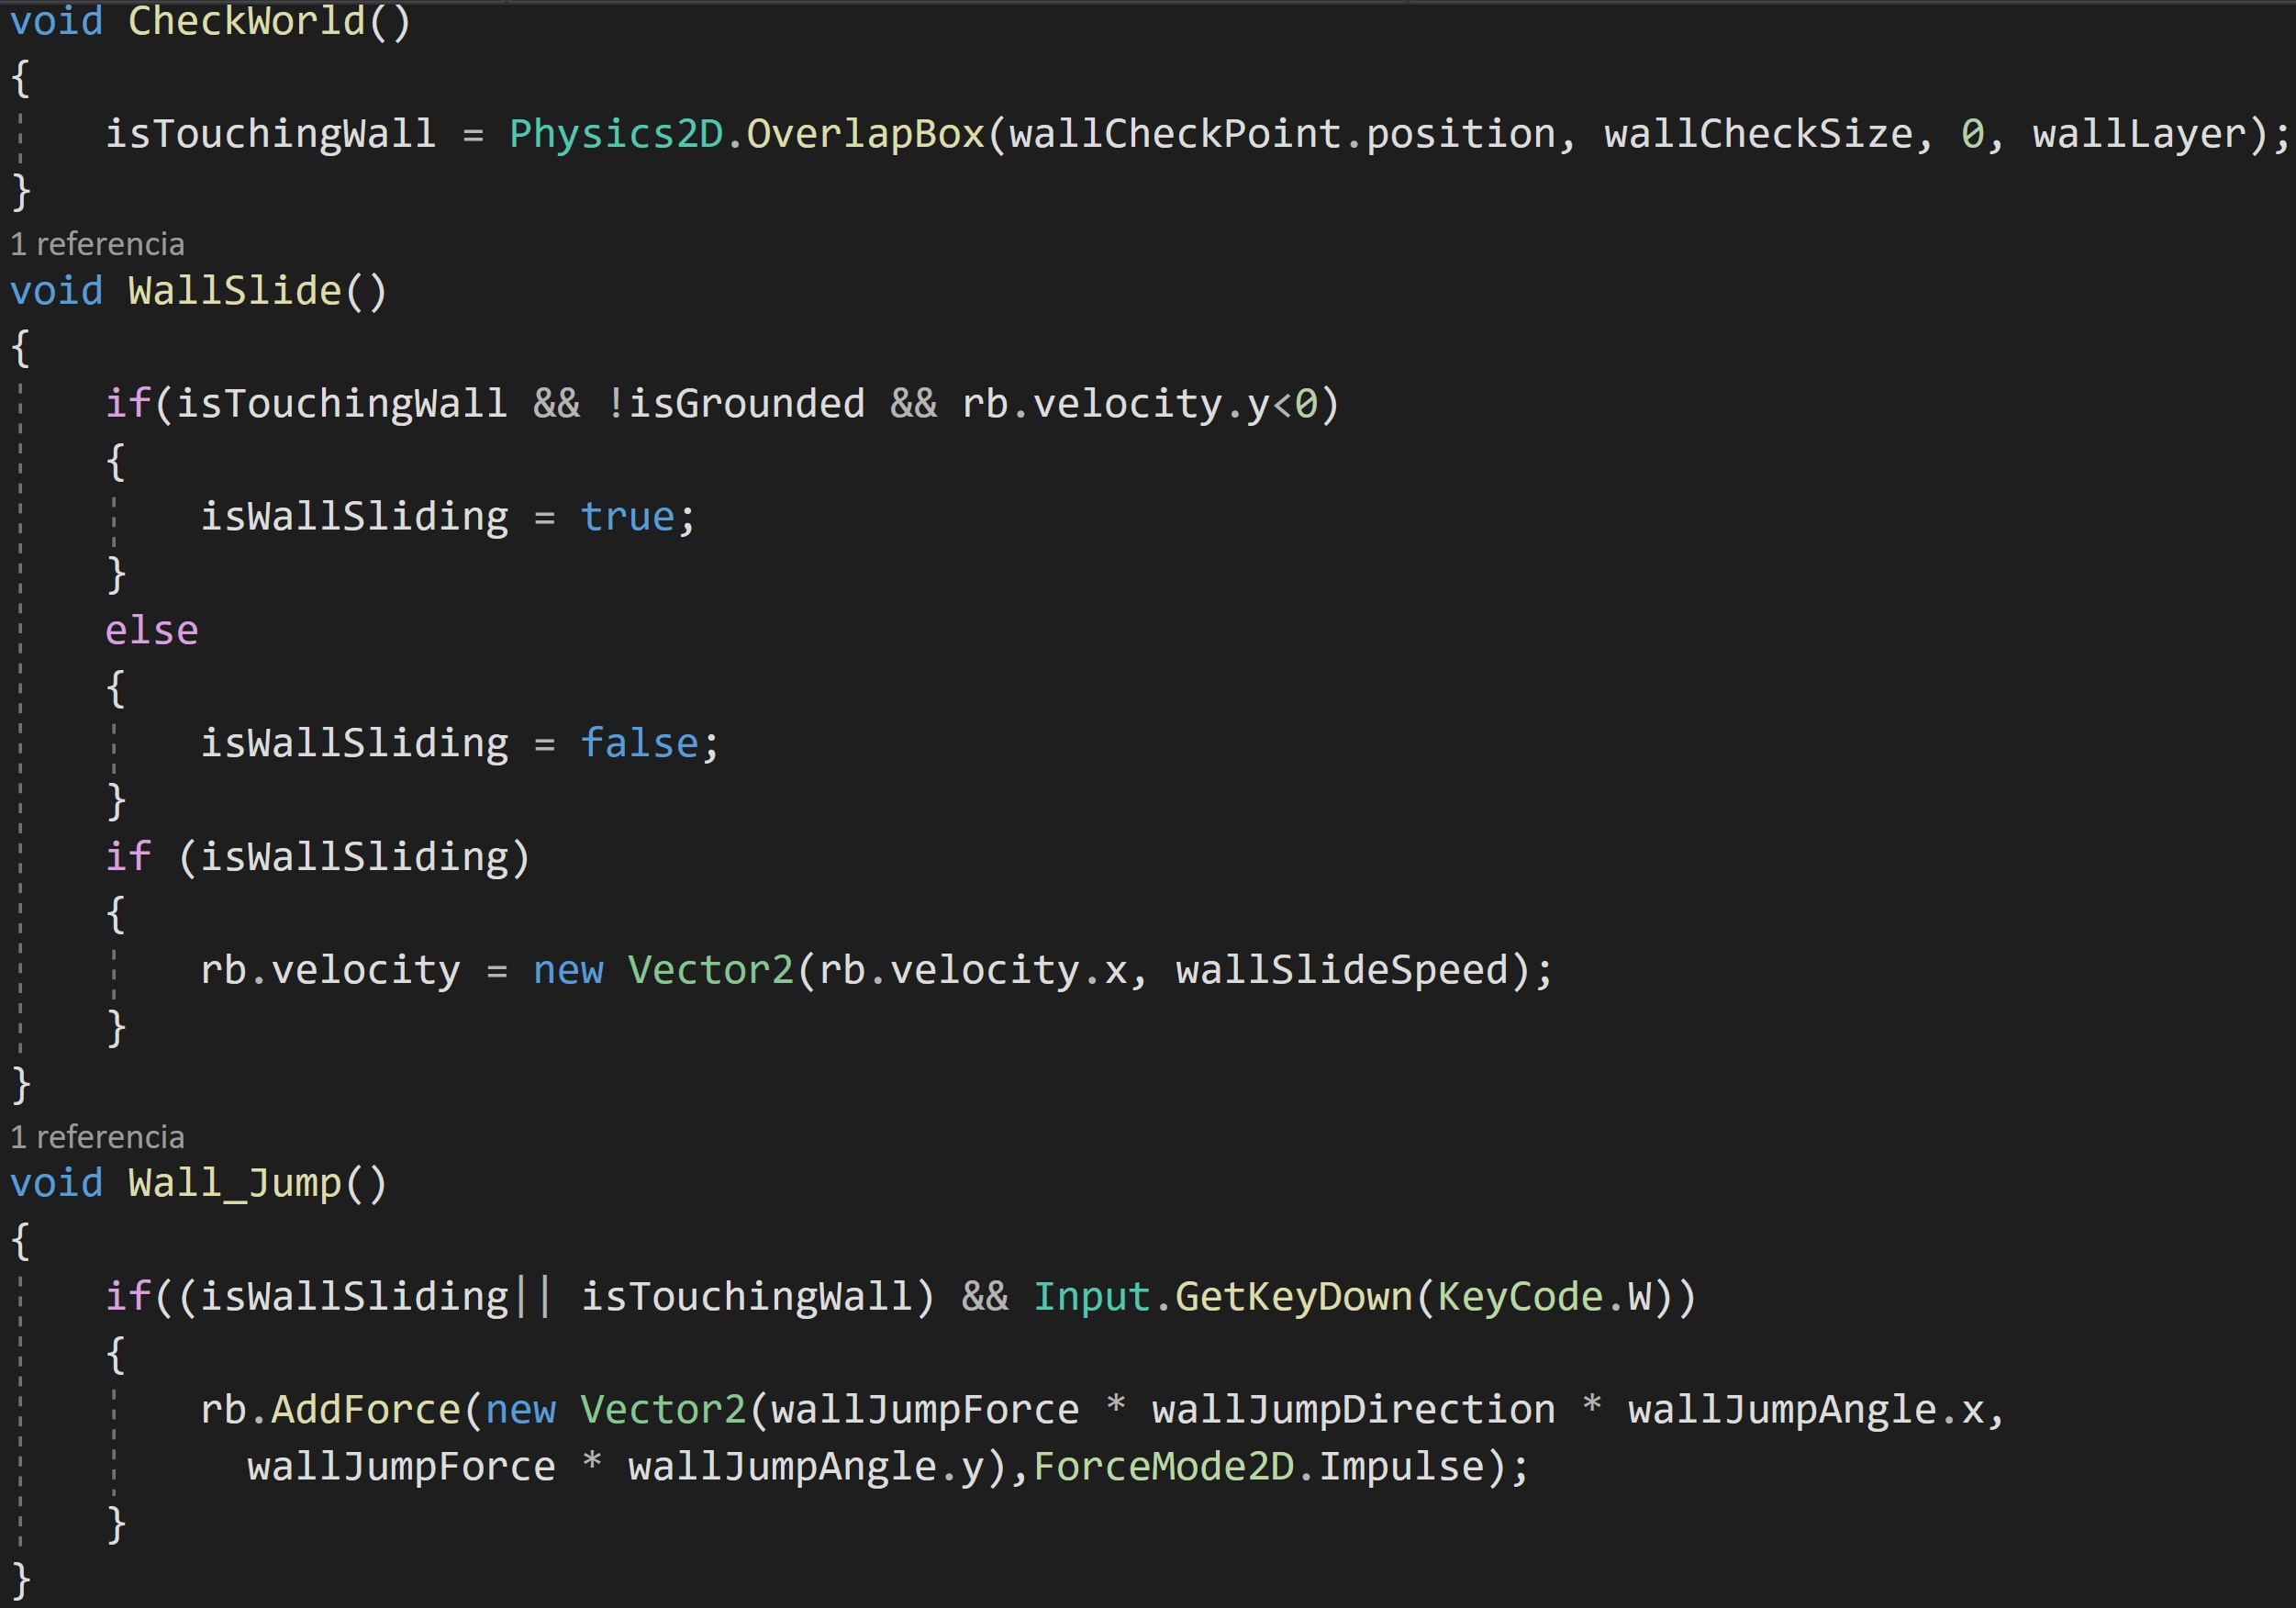 void CheckWorld()
{
    isTouchingWall = Physics2D.OverlapBox(wallCheckPoint.position, wallCheckSize, 0, wallLayer);
}
1 referencia
void WallSlide()
{
    if(isTouchingWall && !isGrounded && rb.velocity.y<0)
    {
        isWallSliding = true;
    }
    else
    {
        isWallSliding = false;
    }
    if (isWallSliding)
    {
        rb.velocity = new Vector2(rb.velocity.x, wallSlideSpeed);
    }
}
1 referencia
void Wall_Jump()
{
    if((isWallSliding|| isTouchingWall) && Input.GetKeyDown(KeyCode.W))
    {
        rb.AddForce(new Vector2(wallJumpForce * wallJumpDirection * wallJumpAngle.x,
          wallJumpForce * wallJumpAngle.y),ForceMode2D.Impulse);
    }
}